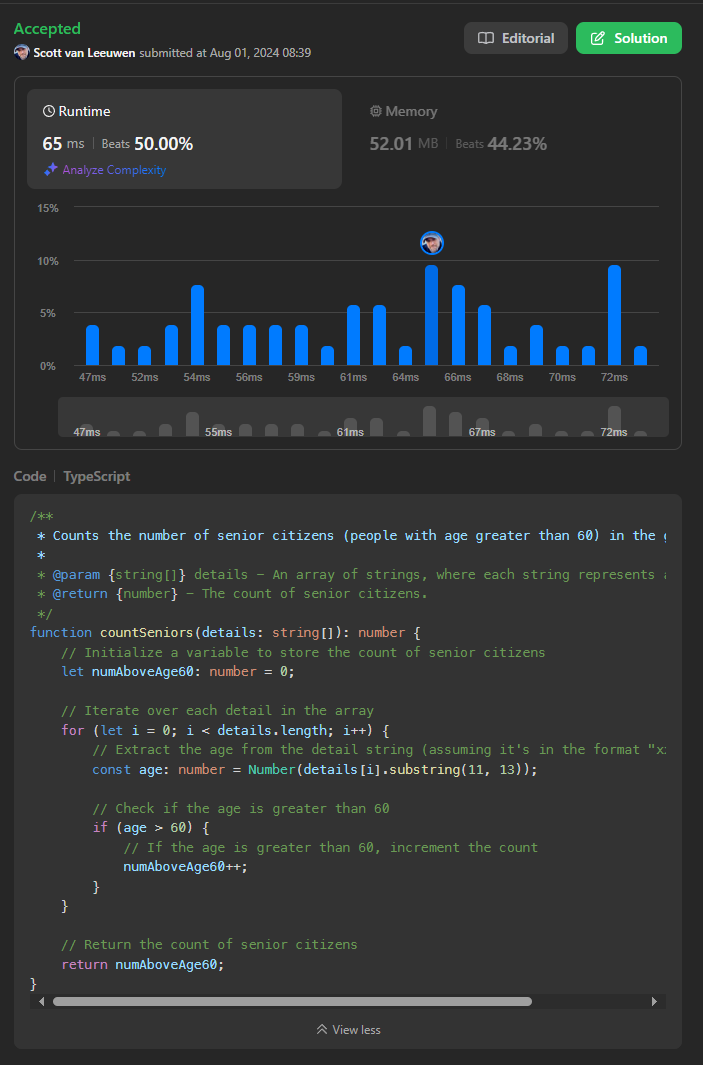 Accepted
Scott van Leeuwen submitted at Aug 01, 2024 08:39
Editorial
Solution
Runtime
65 ms Beats 50.00%
Analyze Complexity
Memory
52.01 MB Beats 44.23%
15%
10%
5%
0%
47ms 52ms 54ms 56ms 59ms 61ms 64ms 66ms 68ms 70ms 72ms
47ms 55ms 61ms 67ms 72ms
Code TypeScript
/**
 * Counts the number of senior citizens (people with age greater than 60) in the
 *
 * @param {string[]} details - An array of strings, where each string represents
 * @return {number} - The count of senior citizens.
 */
function countSeniors(details: string[]): number {
    // Initialize a variable to store the count of senior citizens
    let numAboveAge60: number = 0;

    // Iterate over each detail in the array
    for (let i = 0; i < details.length; i++) {
        // Extract the age from the detail string (assuming it's in the format
        const age: number = Number(details[i].substring(11, 13));

        // Check if the age is greater than 60
        if (age > 60) {
            // If the age is greater than 60, increment the count
            numAboveAge60++;
        }
    }

    // Return the count of senior citizens
    return numAboveAge60;
}
View less